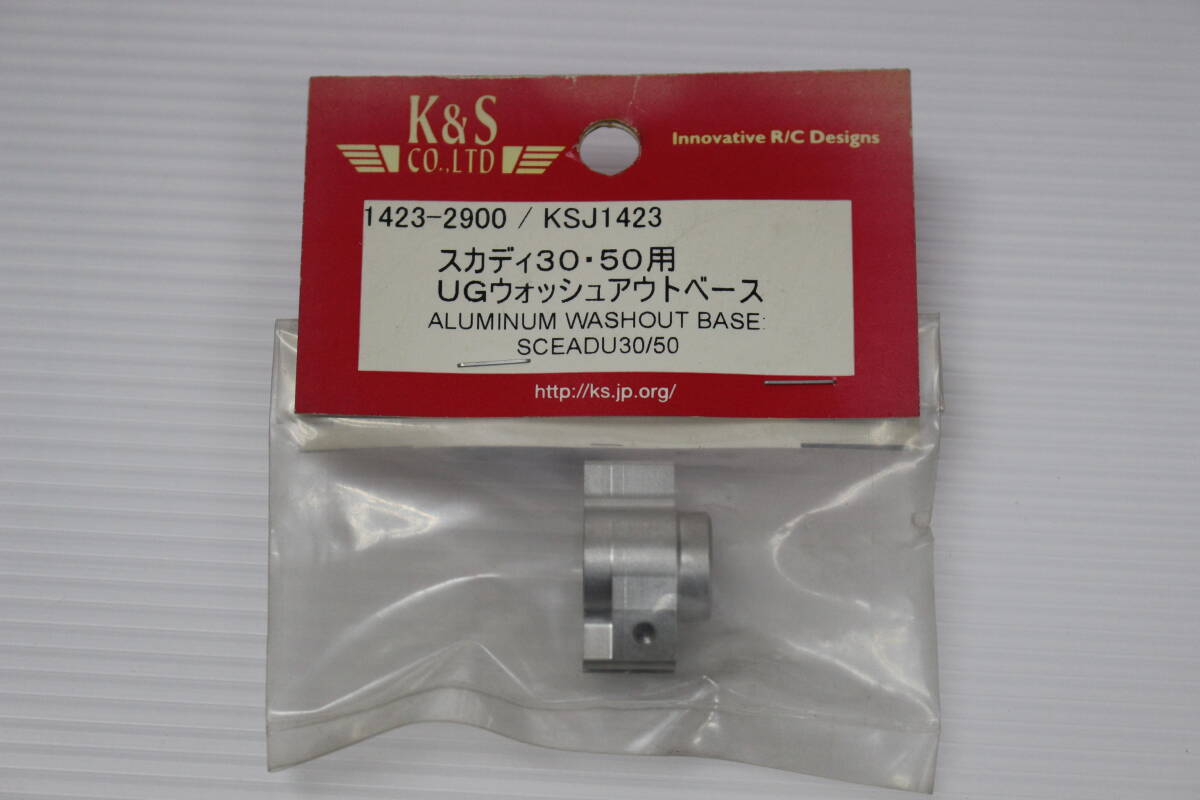 K&S
CO.,LTD
Innovative R/C Designs
1423-2900 / KSJ1423
スカディ30・50用
UGウォッシュアウトベース
ALUMINUM WASHOUT BASE:
SCEADU30/50
http://ks.jp.org/